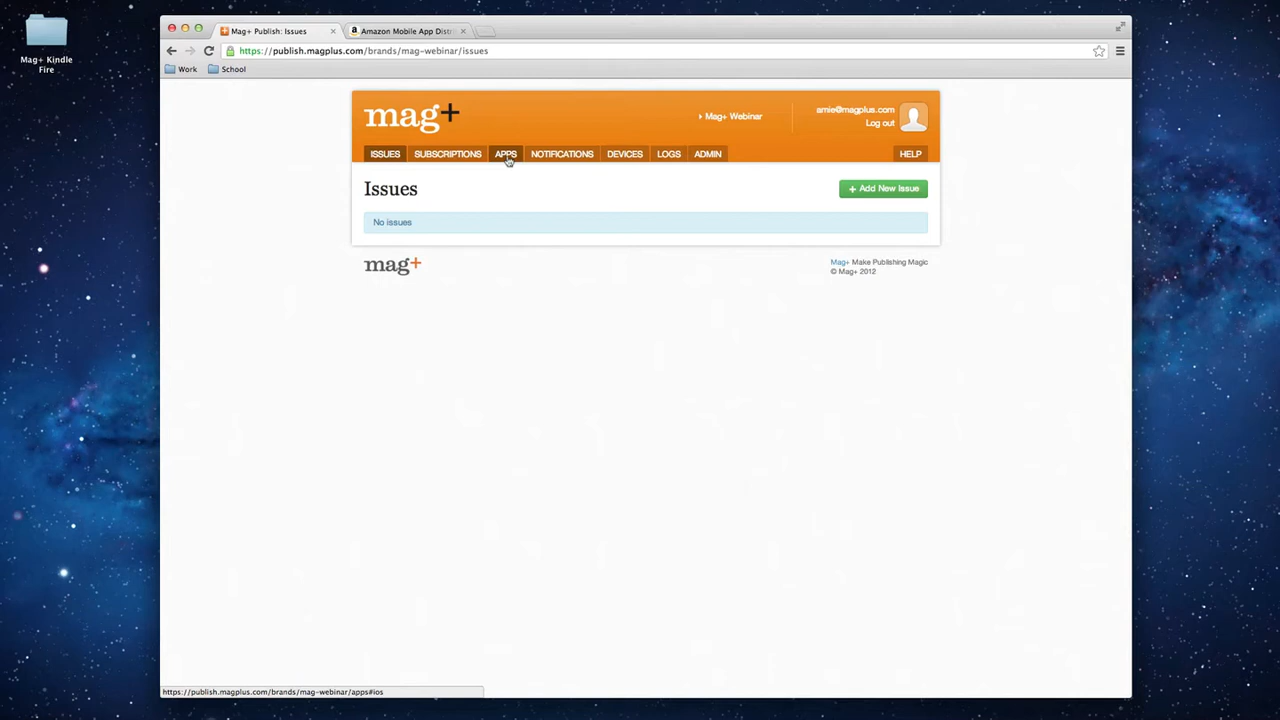 Mag+ Kindle
Fire
Mag+ Publish: Issues
Amazon Mobile App Distri
https://publish.magplus.com/brands/mag-webinar/issues
Work
School
mag+
Mag+ Webinar
amie@magplus.com
Log out
ISSUES
SUBSCRIPTIONS
APPS
NOTIFICATIONS
DEVICES
LOGS
ADMIN
HELP
Issues
+ Add New Issue
No issues
mag+
Mag+ Make Publishing Magic
© Mag+ 2012
https://publish.magplus.com/brands/mag-webinar/apps#ios